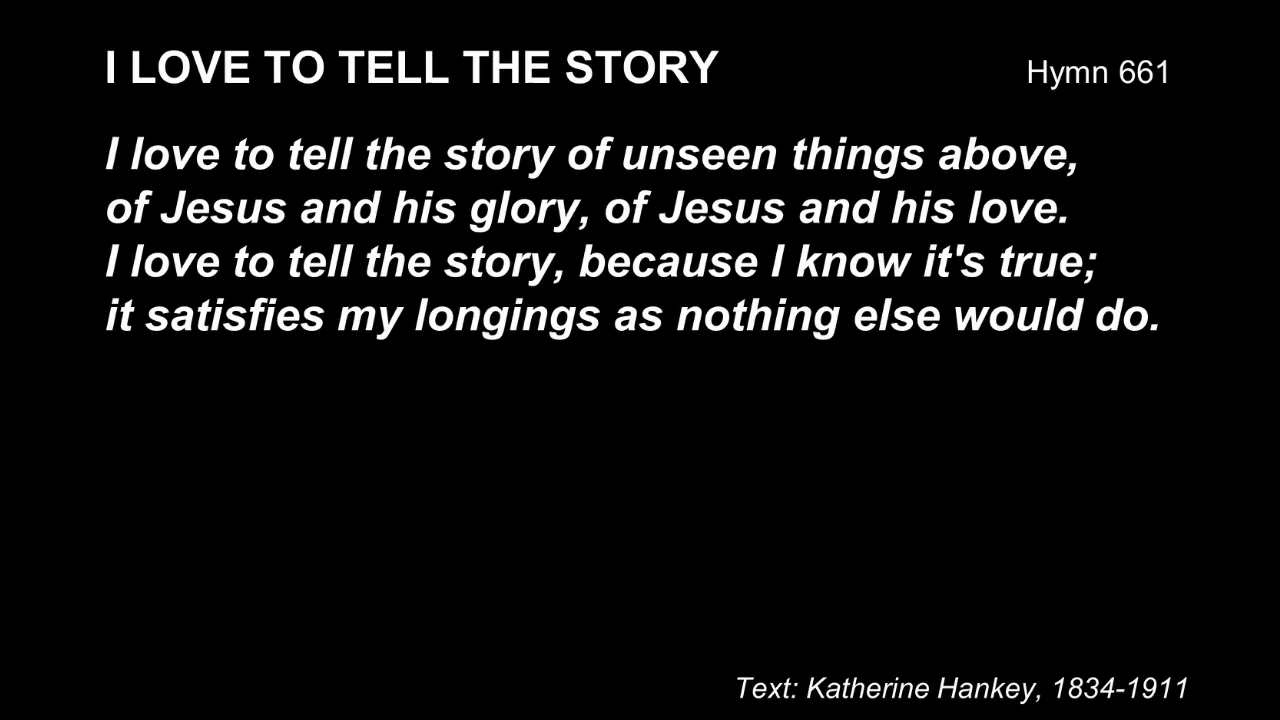 I LOVE TO TELL THE STORY Hymn 661
I love to tell the story of unseen things above,
of Jesus and his glory, of Jesus and his love.
I love to tell the story, because I know it's true;
it satisfies my longings as nothing else would do.
Text: Katherine Hankey, 1834-1911